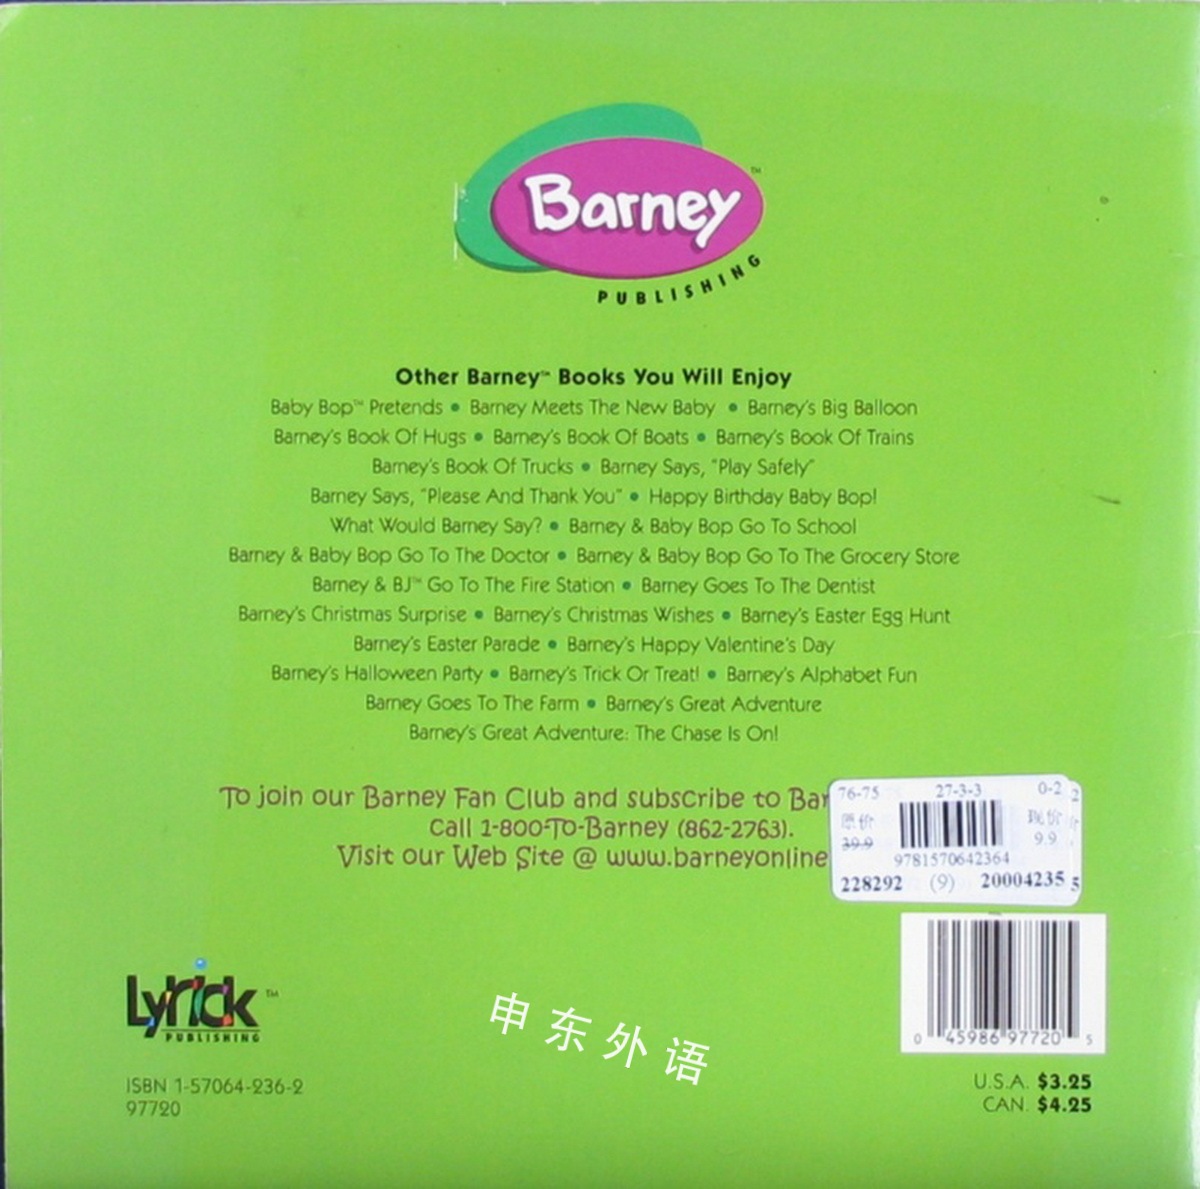 Barney™
PUBLISHING
Other Barney™ Books You Will Enjoy
Baby Bop™ Pretends • Barney Meets The New Baby • Barney's Big Balloon
Barney's Book Of Hugs • Barney's Book Of Boats • Barney's Book Of Trains
Barney's Book Of Trucks • Barney Says, "Play Safely"
Barney Says, "Please And Thank You" • Happy Birthday Baby Bop!
What Would Barney Say? • Barney & Baby Bop Go To School
Barney & Baby Bop Go To The Doctor • Barney & Baby Bop Go To The Grocery Store
Barney & BJ™ Go To The Fire Station • Barney Goes To The Dentist
Barney's Christmas Surprise • Barney's Christmas Wishes • Barney's Easter Egg Hunt
Barney's Easter Parade • Barney's Happy Valentine's Day
Barney's Halloween Party • Barney's Trick Or Treat! • Barney's Alphabet Fun
Barney Goes To The Farm • Barney's Great Adventure
Barney's Great Adventure: The Chase Is On!
To join our Barney Fan Club and subscribe to Bar
call 1-800-To-Barney (862-2763).
Visit our Web Site @ www.barneyonline
76-75 27-3-3 0-2
原价 现价
39.9 9.9
9781570642364
228292 (9) 20004235
Lyrick™
PUBLISHING
0 45986 97720 5
申东外语
ISBN 1-57064-236-2
97720
U.S.A. $3.25
CAN. $4.25